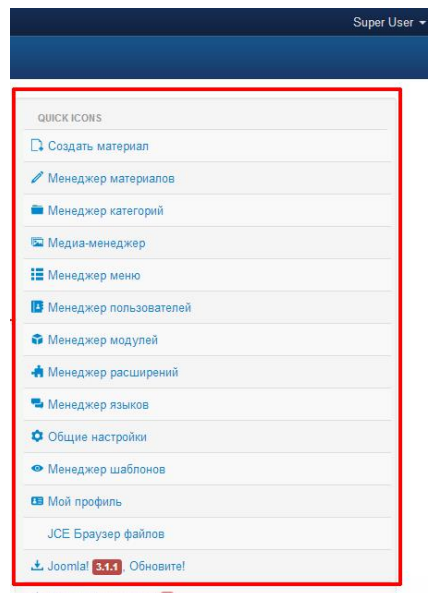 Super User
QUICK ICONS
Создать материал
Менеджер материалов
Менеджер категорий
Медиа-менеджер
Менеджер меню
Менеджер пользователей
Менеджер модулей
Менеджер расширений
Менеджер языков
Общие настройки
Менеджер шаблонов
Мой профиль
JCE Браузер файлов
Joomla! 3.1.1, Обновите!